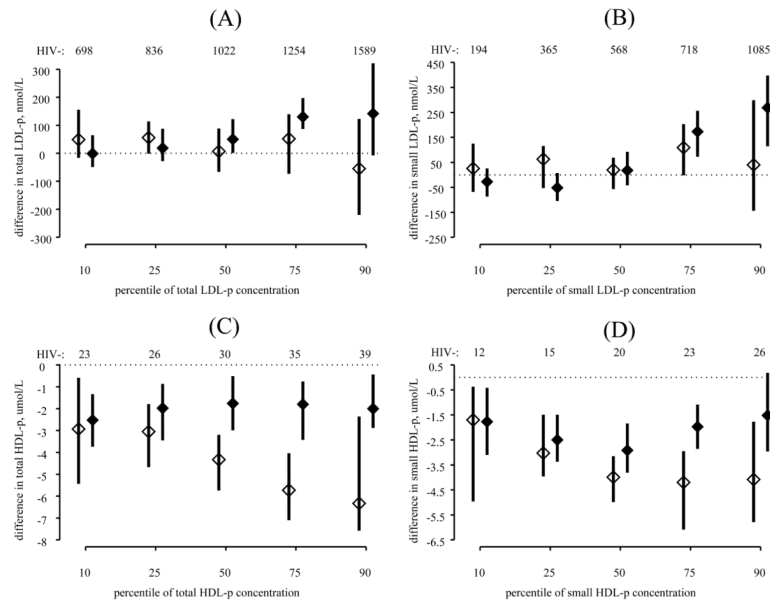 (A)
HIV-: 698 836 1022 1254 1589
difference in total LDL-p, nmol/L
300
200
100
0
-100
-200
-300
10 25 50 75 90
percentile of total LDL-p concentration
(B)
HIV-: 194 365 568 718 1085
difference in small LDL-p, nmol/L
450
350
250
150
50
-50
-150
-250
10 25 50 75 90
percentile of small LDL-p concentration
(C)
HIV-: 23 26 30 35 39
difference in total HDL-p, umol/L
0
-1
-2
-3
-4
-5
-6
-7
-8
10 25 50 75 90
percentile of total HDL-p concentration
(D)
HIV-: 12 15 20 23 26
difference in small HDL-p, umol/L
0.5
-0.5
-1.5
-2.5
-3.5
-4.5
-5.5
-6.5
10 25 50 75 90
percentile of small HDL-p concentration